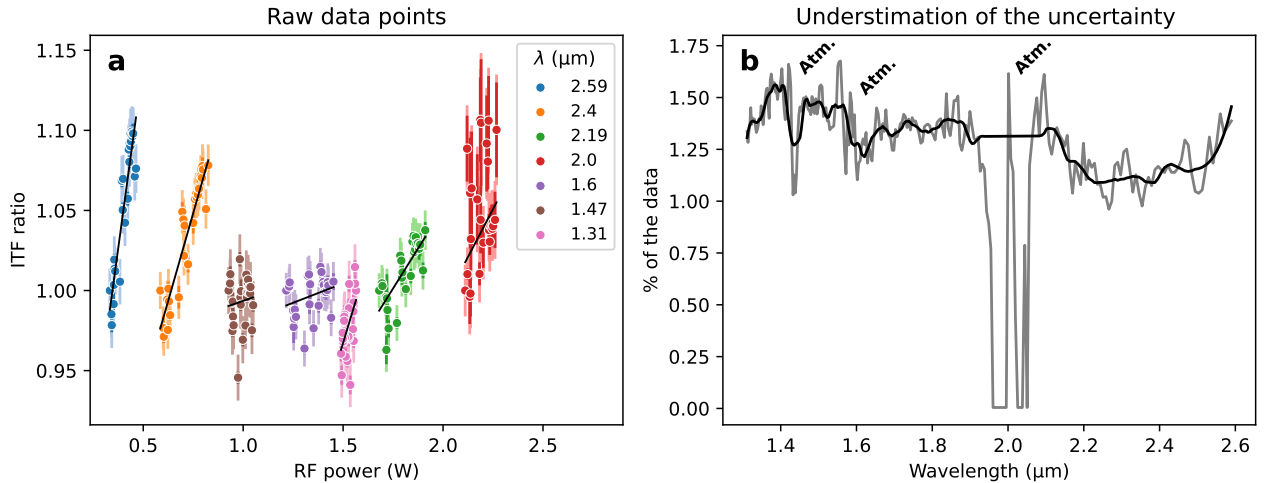 Raw data points
a
1.15
1.10
1.05
1.00
0.95
ITF ratio
0.5
1.0
1.5
2.0
2.5
RF power (W)
λ (μm)
2.59
2.4
2.19
2.0
1.6
1.47
1.31
Understimation of the uncertainty
b
Atm.
Atm.
Atm.
1.75
1.50
1.25
1.00
0.75
0.50
0.25
0.00
% of the data
1.4
1.6
1.8
2.0
2.2
2.4
2.6
Wavelength (μm)